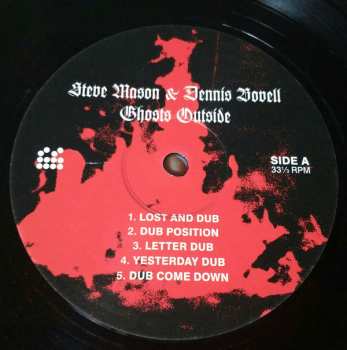 Steve Mason & Dennis Bovell
Ghosts Outside
SIDE A
33⅓ RPM
1. LOST AND DUB
2. DUB POSITION
3. LETTER DUB
4. YESTERDAY DUB
5. DUB COME DOWN